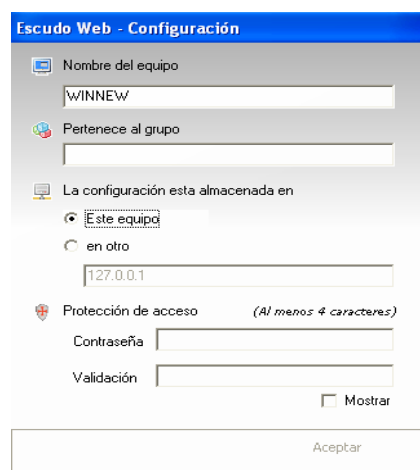 Escudo Web - Configuración
Nombre del equipo
WINNEW
Pertenece al grupo
La configuración esta almacenada en
Este equipo
en otro
127.0.0.1
Protección de acceso (Al menos 4 caracteres)
Contraseña
Validación
Mostrar
Aceptar